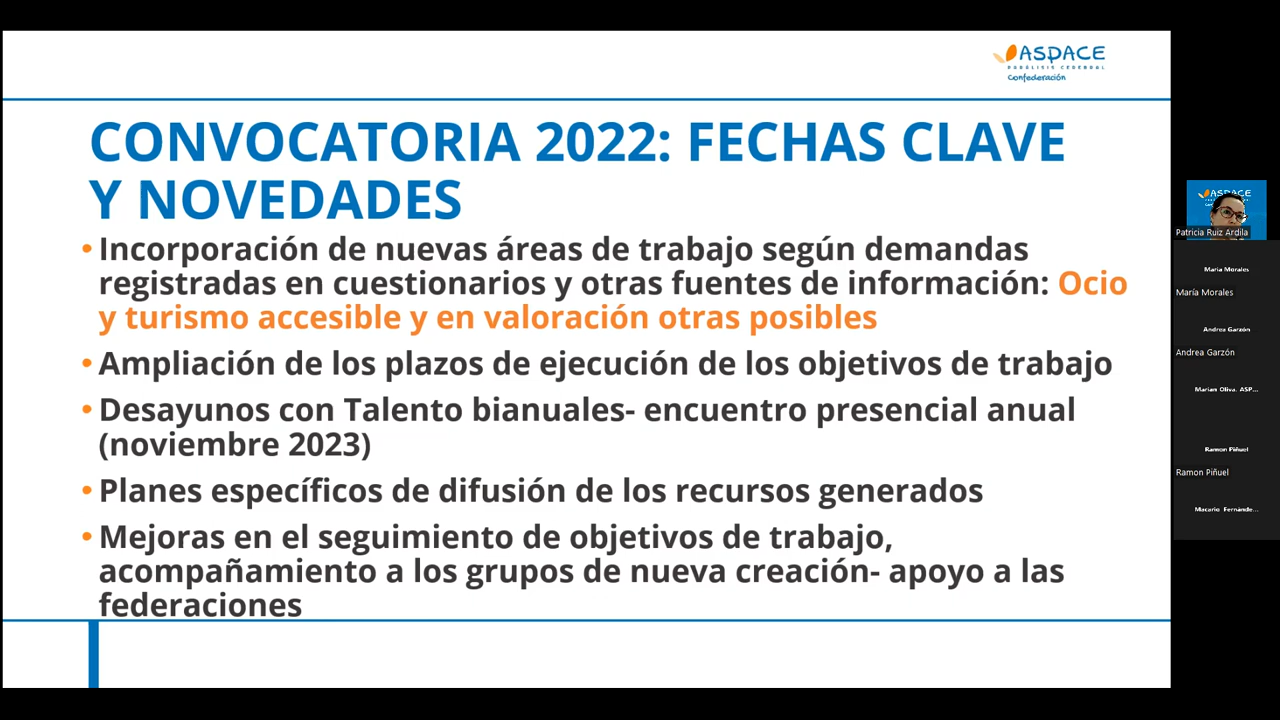 ASPACE
PARÁLISIS CEREBRAL
Confederación
CONVOCATORIA 2022: FECHAS CLAVE
Y NOVEDADES
• Incorporación de nuevas áreas de trabajo según demandas
registradas en cuestionarios y otras fuentes de información: Ocio
y turismo accesible y en valoración otras posibles
• Ampliación de los plazos de ejecución de los objetivos de trabajo
• Desayunos con Talento bianuales- encuentro presencial anual
(noviembre 2023)
• Planes específicos de difusión de los recursos generados
• Mejoras en el seguimiento de objetivos de trabajo,
acompañamiento a los grupos de nueva creación- apoyo a las
federaciones
ASPACE
Patricia Ruiz Ardila
Maria Morales
María Morales
Andrea Garzón
Andrea Garzón
Marian Oliva. ASP...
Ramon Piñuel
Ramon Piñuel
Macario Fernánde...